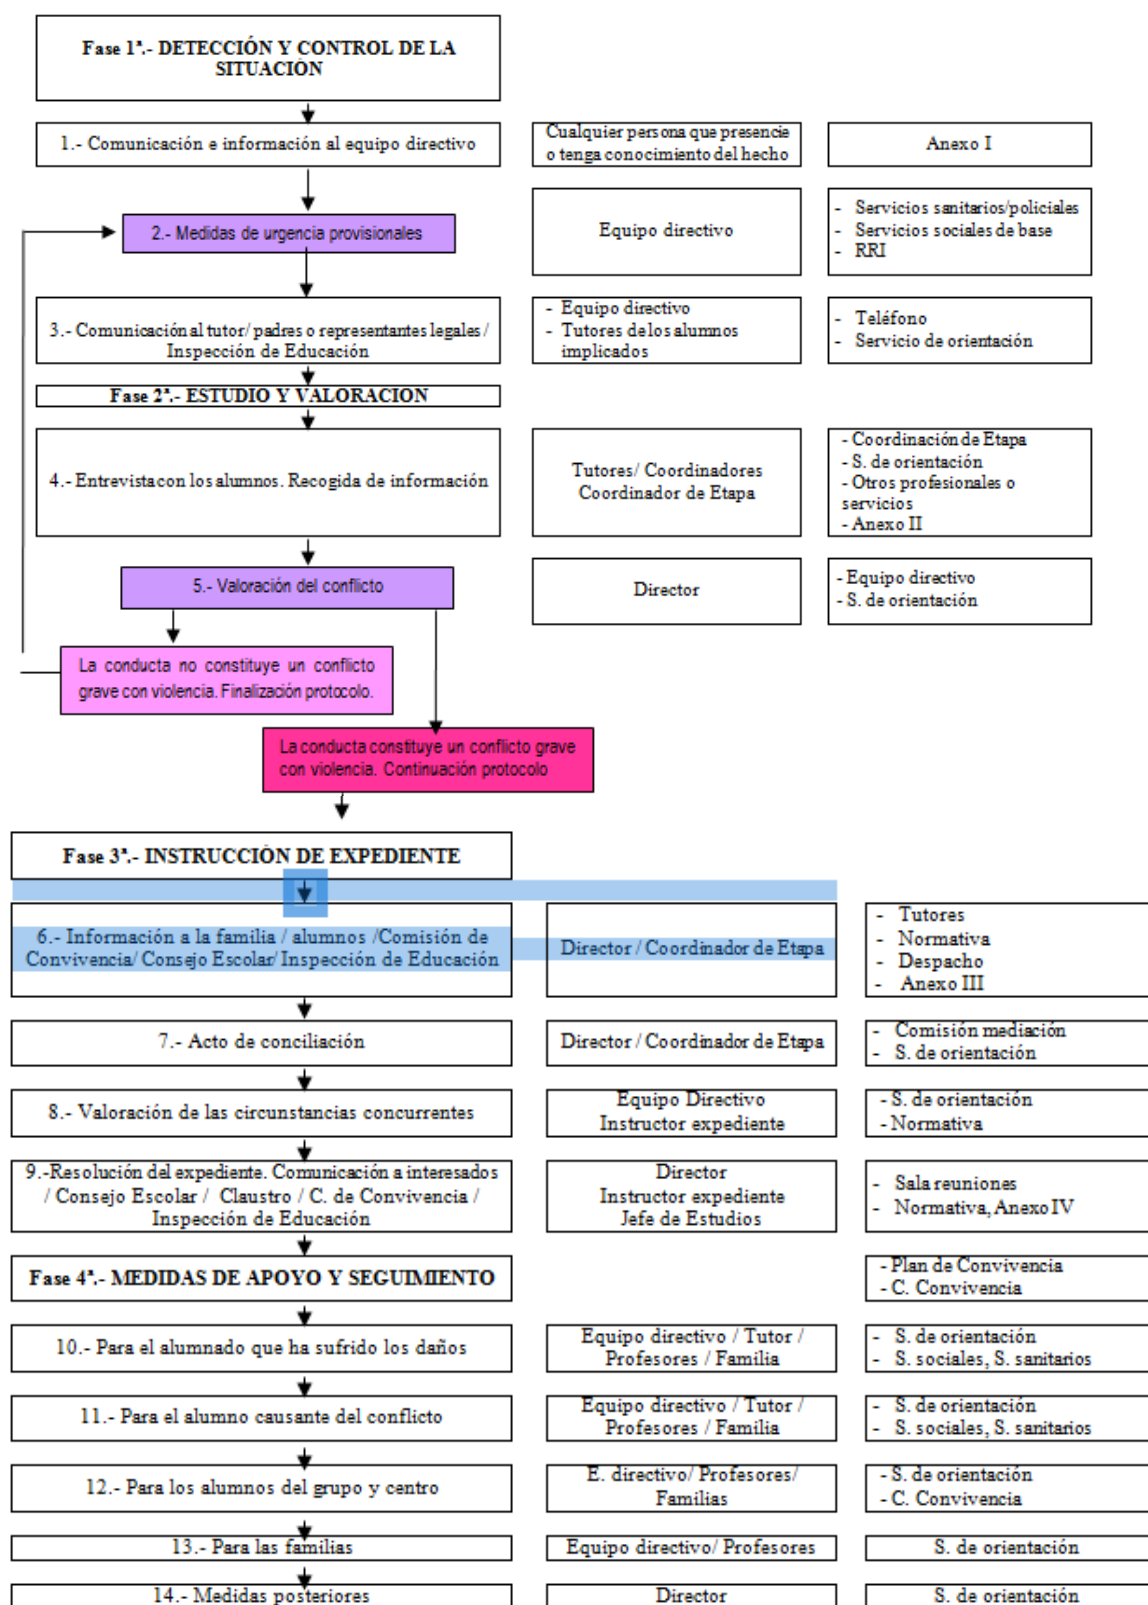 Fase 1ª.- DETECCIÓN Y CONTROL DE LA
SITUACIÓN
1.- Comunicación e información al equipo directivo
Cualquier persona que presencie
o tenga conocimiento del hecho
Anexo I
2.- Medidas de urgencia provisionales
Equipo directivo
- Servicios sanitarios/policiales
- Servicios sociales de base
- RRI
3.- Comunicación al tutor/ padres o representantes legales /
Inspección de Educación
- Equipo directivo
- Tutores de los alumnos
implicados
- Teléfono
- Servicio de orientación
Fase 2ª.- ESTUDIO Y VALORACION
4.- Entrevista con los alumnos. Recogida de información
Tutores/ Coordinadores
Coordinador de Etapa
- Coordinación de Etapa
- S. de orientación
- Otros profesionales o
servicios
- Anexo II
5.- Valoración del conflicto
Director
- Equipo directivo
- S. de orientación
La conducta no constituye un conflicto
grave con violencia. Finalización protocolo.
La conducta constituye un conflicto grave
con violencia. Continuación protocolo
Fase 3ª.- INSTRUCCIÓN DE EXPEDIENTE
6.- Información a la familia / alumnos /Comisión de
Convivencia/ Consejo Escolar/ Inspección de Educación
Director / Coordinador de Etapa
- Tutores
- Normativa
- Despacho
- Anexo III
7.- Acto de conciliación
Director / Coordinador de Etapa
- Comisión mediación
- S. de orientación
8.- Valoración de las circunstancias concurrentes
Equipo Directivo
Instructor expediente
- S. de orientación
- Normativa
9.-Resolución del expediente. Comunicación a interesados
/ Consejo Escolar / Claustro / C. de Convivencia /
Inspección de Educación
Director
Instructor expediente
Jefe de Estudios
- Sala reuniones
- Normativa, Anexo IV
Fase 4ª.- MEDIDAS DE APOYO Y SEGUIMIENTO
- Plan de Convivencia
- C. Convivencia
10.- Para el alumnado que ha sufrido los daños
Equipo directivo / Tutor /
Profesores / Familia
- S. de orientación
- S. sociales, S. sanitarios
11.- Para el alumno causante del conflicto
Equipo directivo / Tutor /
Profesores / Familia
- S. de orientación
- S. sociales, S. sanitarios
12.- Para los alumnos del grupo y centro
E. directivo/ Profesores/
Familias
- S. de orientación
- C. Convivencia
13.- Para las familias
Equipo directivo/ Profesores
S. de orientación
14.- Medidas posteriores
Director
S. de orientación